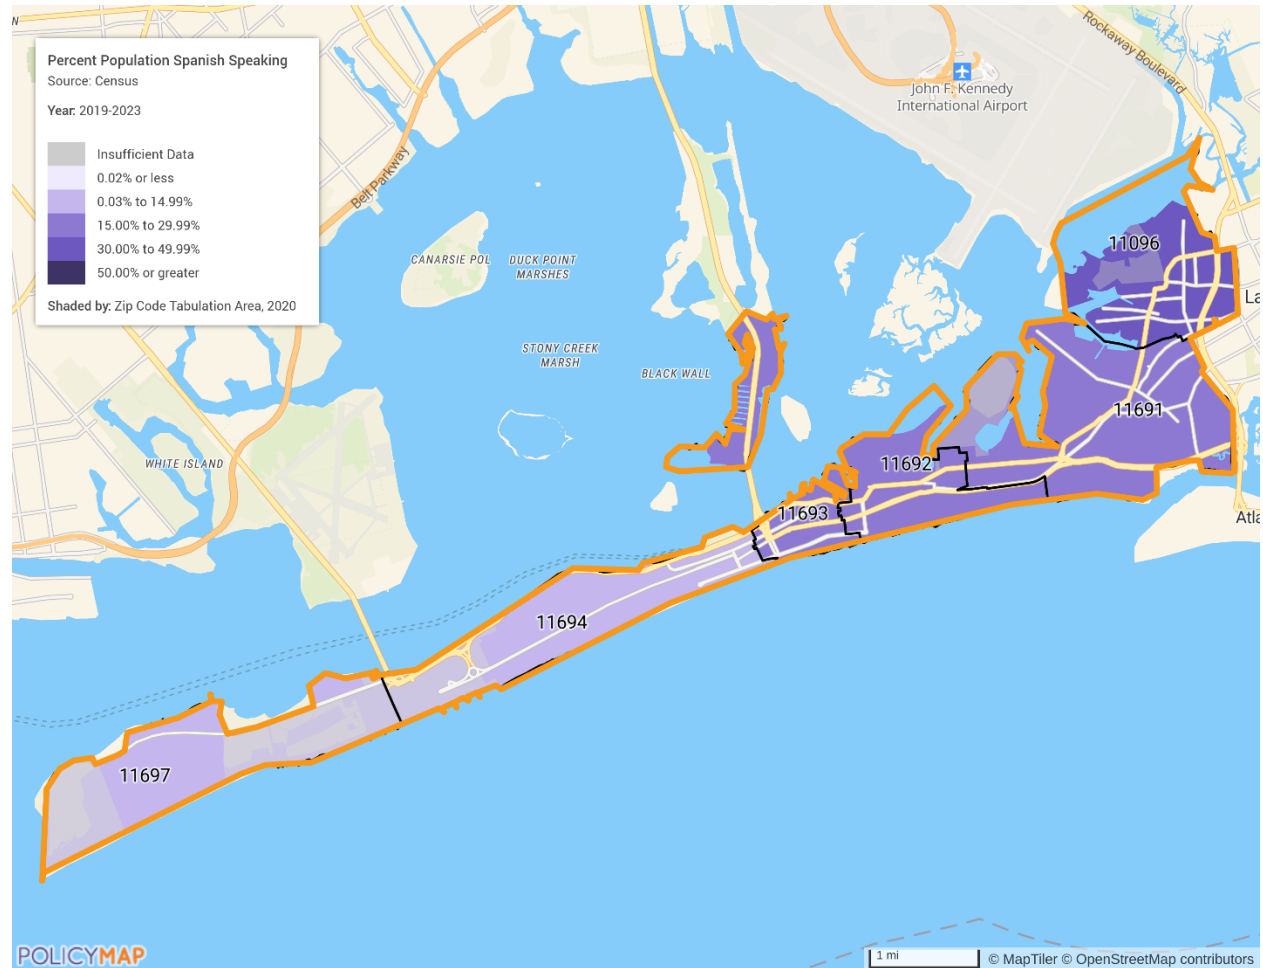 N
Percent Population Spanish Speaking
Source: Census
Year: 2019-2023
Insufficient Data
0.02% or less
0.03% to 14.99%
15.00% to 29.99%
30.00% to 49.99%
50.00% or greater
Shaded by: Zip Code Tabulation Area, 2020
Belt Parkway
Rockaway Boulevard
John F. Kennedy
International Airport
CANARSIE POL
DUCK POINT
MARSHES
STONY CREEK
MARSH
BLACK WALL
WHITE ISLAND
11096
La
11691
11692
11693
Atla
11694
11697
POLICYMAP
1 mi
© MapTiler © OpenStreetMap contributors